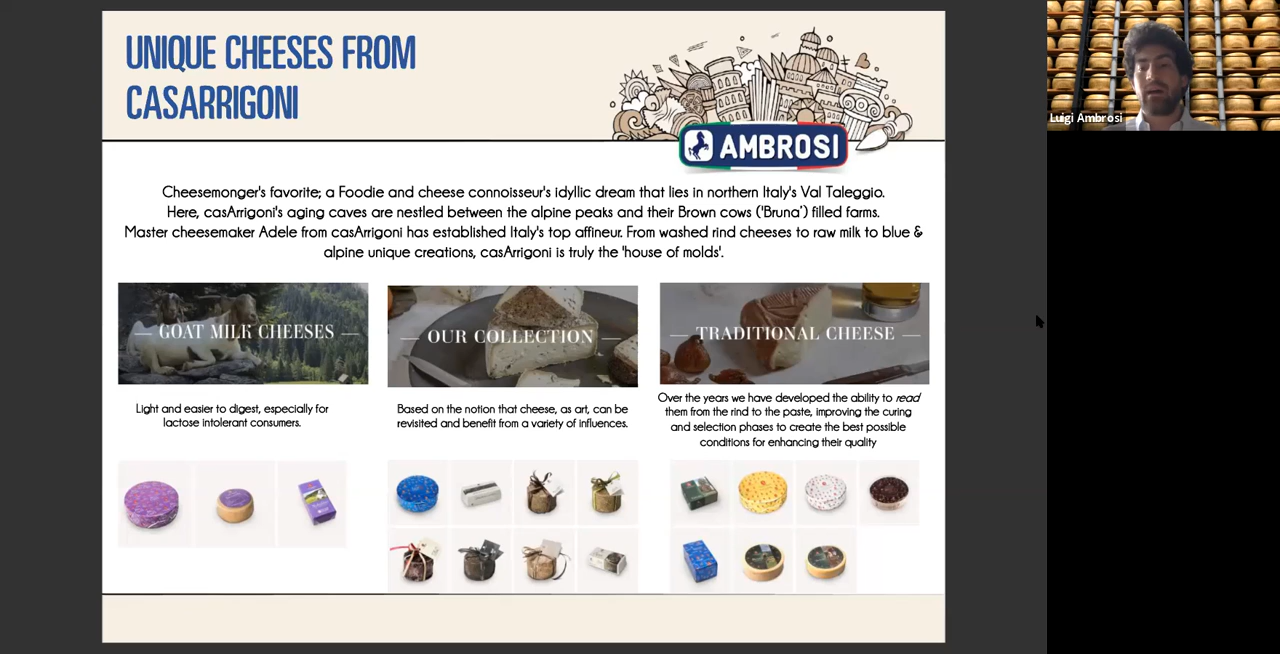 UNIQUE CHEESES FROM
CASARRIGONI
AMBROSI
Luigi Ambrosi
Cheesemonger's favorite; a Foodie and cheese connoisseur's idyllic dream that lies in northern Italy's Val Taleggio.
Here, casArrigoni's aging caves are nestled between the alpine peaks and their Brown cows ('Bruna') filled farms.
Master cheesemaker Adele from casArrigoni has established Italy's top affineur. From washed rind cheeses to raw milk to blue &
alpine unique creations, casArrigoni is truly the 'house of molds'.
GOAT MILK CHEESES
Light and easier to digest, especially for
lactose intolerant consumers.
OUR COLLECTION
Based on the notion that cheese, as art, can be
revisited and benefit from a variety of influences.
TRADITIONAL CHEESE
Over the years we have developed the ability to read
them from the rind to the paste, improving the curing
and selection phases to create the best possible
conditions for enhancing their quality